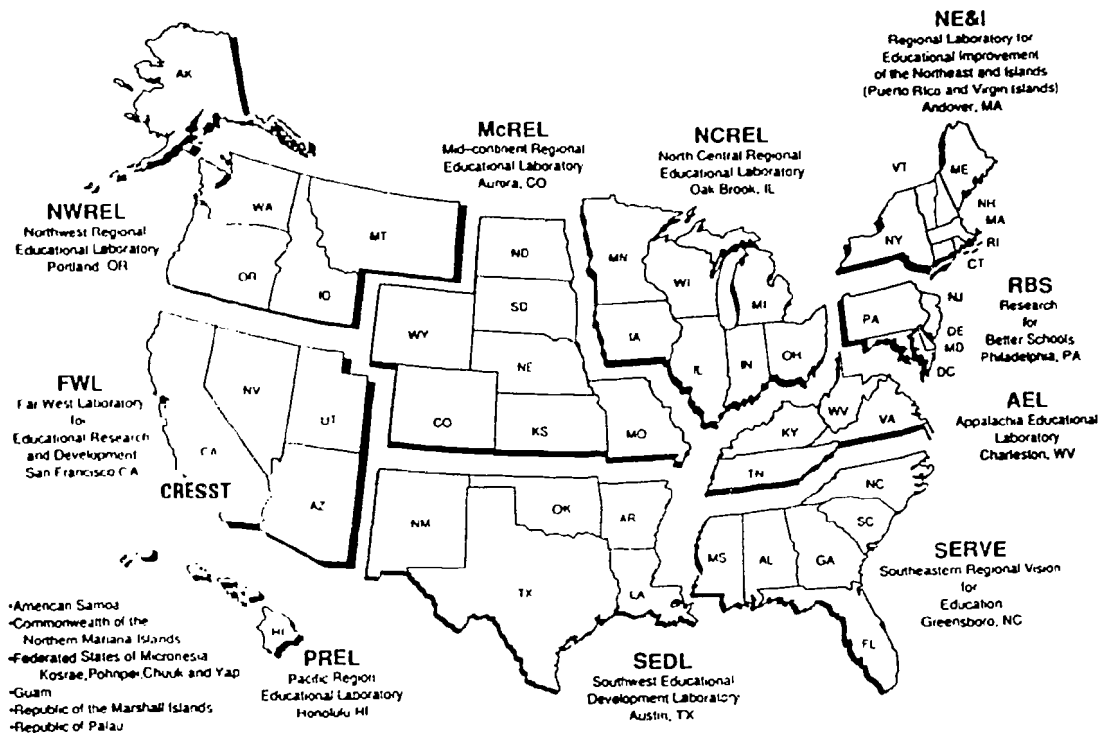 NE&I
Regional Laboratory for
Educational Improvement
of the Northeast and Islands
(Puerto Rico and Virgin Islands)
Andover, MA
McREL
Mid-continent Regional
Educational Laboratory
Aurora, CO
NCREL
North Central Regional
Educational Laboratory
Oak Brook, IL
NWREL
Northwest Regional
Educational Laboratory
Portland OR
FWL
Far West Laboratory
for
Educational Research
and Development
San Francisco CA
CRESST
RBS
Research
for
Better Schools
Philadelphia, PA
AEL
Appalachia Educational
Laboratory
Charleston, WV
SERVE
Southeastern Regional Vision
for
Education
Greensboro, NC
SEDL
Southwest Educational
Development Laboratory
Austin, TX
PREL
Pacific Region
Educational Laboratory
Honolulu HI
•American Samoa
•Commonwealth of the
Northern Mariana Islands
•Federated States of Micronesia
Kosrae, Pohnpei, Chuuk and Yap
•Guam
•Republic of the Marshall Islands
•Republic of Palau
AK
WA
OR
ID
MT
WY
ND
SD
NE
KS
CO
MO
MN
IA
WI
MI
IL
IN
OH
VT
ME
NH
MA
RI
CT
NY
NJ
PA
DE
MD
DC
WV
VA
KY
TN
NC
SC
GA
AL
MS
FL
NV
UT
CA
AZ
NM
OK
AR
TX
LA
HI